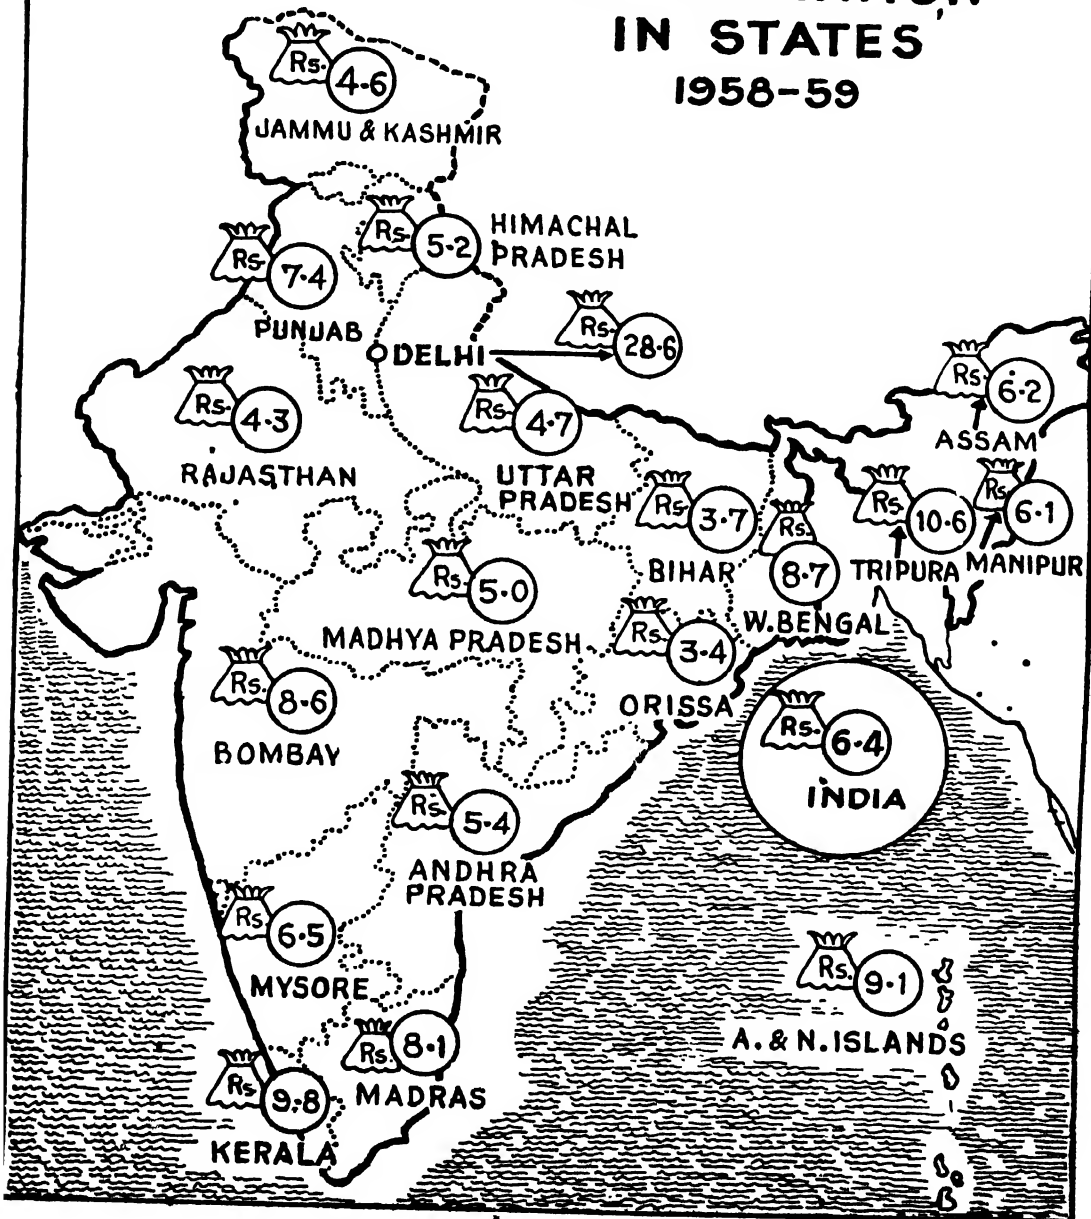 IN STATES
1958-59
Rs. 4·6
JAMMU & KASHMIR
Rs. 5·2
HIMACHAL
PRADESH
Rs. 7·4
PUNJAB
DELHI
Rs. 28·6
Rs. 4·3
RAJASTHAN
Rs. 4·7
UTTAR
PRADESH
Rs. 6·2
ASSAM
Rs. 3·7
BIHAR
Rs. 8·7
W. BENGAL
Rs. 10·6
TRIPURA
Rs. 6·1
MANIPUR
Rs. 5·0
MADHYA PRADESH
Rs. 3·4
ORISSA
Rs. 8·6
BOMBAY
Rs. 6·4
INDIA
Rs. 5·4
ANDHRA
PRADESH
Rs. 6·5
MYSORE
Rs. 9·1
A. & N. ISLANDS
Rs. 8·1
MADRAS
Rs. 9·8
KERALA